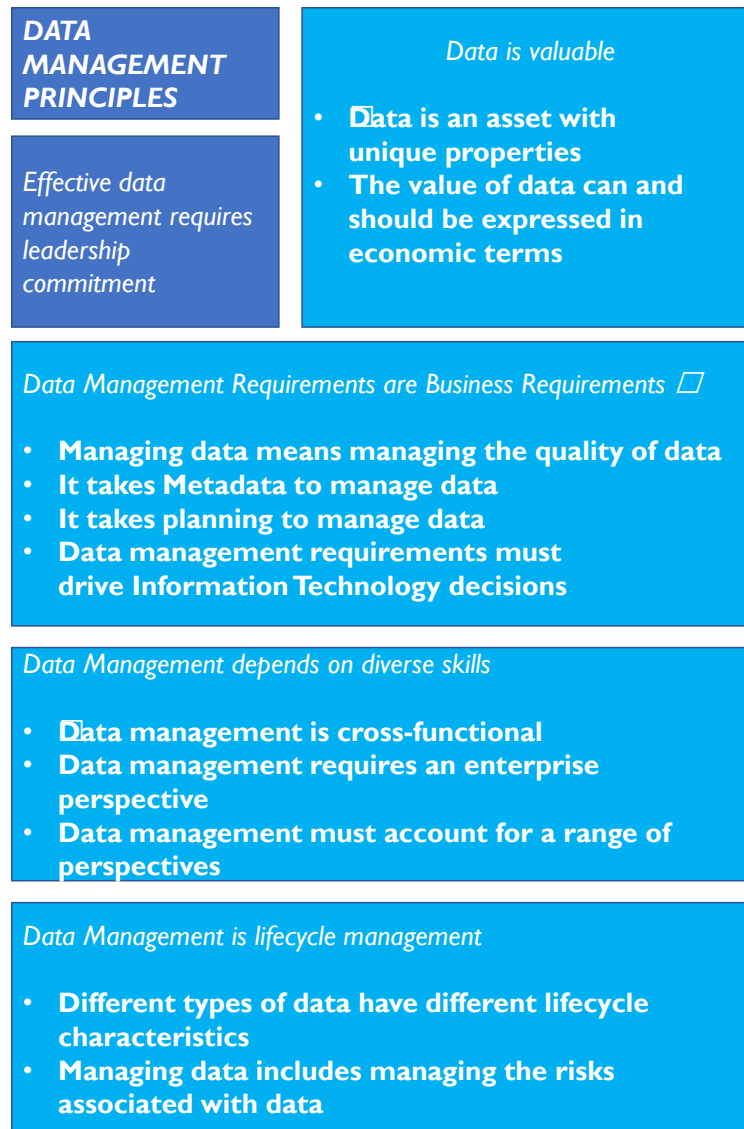 DATA
MANAGEMENT
PRINCIPLES
Effective data
management requires
leadership
commitment
Data is valuable
• Data is an asset with
unique properties
• The value of data can and
should be expressed in
economic terms
Data Management Requirements are Business Requirements □
• Managing data means managing the quality of data
• It takes Metadata to manage data
• It takes planning to manage data
• Data management requirements must
drive Information Technology decisions
Data Management depends on diverse skills
• Data management is cross-functional
• Data management requires an enterprise
perspective
• Data management must account for a range of
perspectives
Data Management is lifecycle management
• Different types of data have different lifecycle
characteristics
• Managing data includes managing the risks
associated with data